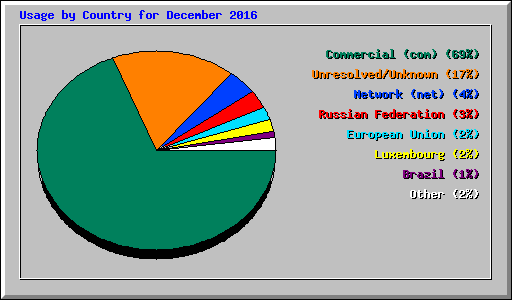 Usage by Country for December 2016
Commercial (com) (69%)
Unresolved/Unknown (17%)
Network (net) (4%)
Russian Federation (3%)
European Union (2%)
Luxembourg (2%)
Brazil (1%)
Other (2%)